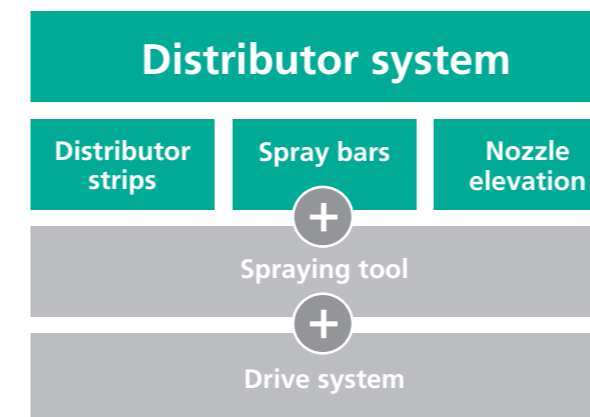 Distributor system
Distributor
strips
Spray bars
Nozzle
elevation
+
Spraying tool
+
Drive system